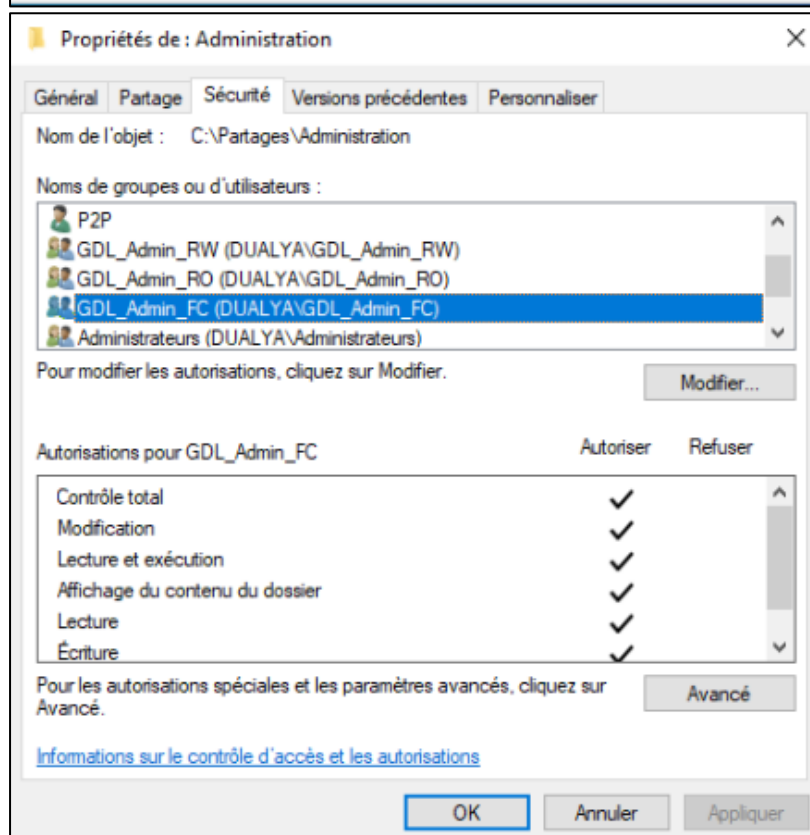 Propriétés de : Administration
Général Partage Sécurité Versions précédentes Personnaliser
Nom de l'objet : C:\Partages\Administration
Noms de groupes ou d'utilisateurs :
P2P
GDL_Admin_RW (DUALYA\GDL_Admin_RW)
GDL_Admin_RO (DUALYA\GDL_Admin_RO)
GDL_Admin_FC (DUALYA\GDL_Admin_FC)
Administrateurs (DUALYA\Administrateurs)
Pour modifier les autorisations, cliquez sur Modifier.
Modifier...
Autorisations pour GDL_Admin_FC Autoriser Refuser
Contrôle total
Modification
Lecture et exécution
Affichage du contenu du dossier
Lecture
Écriture
Pour les autorisations spéciales et les paramètres avancés, cliquez sur
Avancé.
Avancé
Informations sur le contrôle d'accès et les autorisations
OK Annuler Appliquer